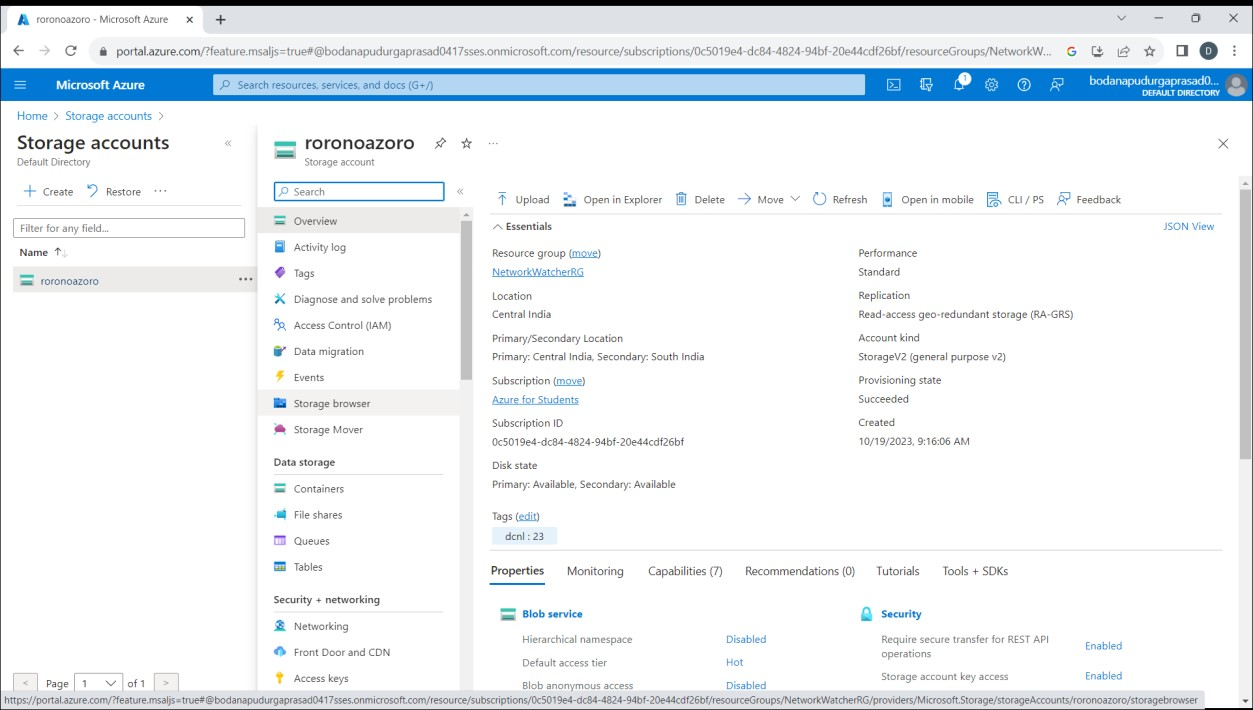 roronoazoro - Microsoft Azure
portal.azure.com/?feature.msaljs=true#@bodanapudurgaprasad0417sses.onmicrosoft.com/resource/subscriptions/0c5019e4-dc84-4824-94bf-20e44cdf26bf/resourceGroups/NetworkW...
D
Microsoft Azure
Search resources, services, and docs (G+/)
1
bodanapudurgaprasad0...
DEFAULT DIRECTORY
Home > Storage accounts >
Storage accounts
Default Directory
Create
Restore
Filter for any field...
Name
roronoazoro
Page 1 of 1
roronoazoro
Storage account
Search
Overview
Activity log
Tags
Diagnose and solve problems
Access Control (IAM)
Data migration
Events
Storage browser
Storage Mover
Data storage
Containers
File shares
Queues
Tables
Security + networking
Networking
Front Door and CDN
Access keys
Upload Open in Explorer Delete Move Refresh Open in mobile CLI / PS Feedback
Essentials
JSON View
Resource group (move)
NetworkWatcherRG
Location
Central India
Primary/Secondary Location
Primary: Central India, Secondary: South India
Subscription (move)
Azure for Students
Subscription ID
0c5019e4-dc84-4824-94bf-20e44cdf26bf
Disk state
Primary: Available, Secondary: Available
Tags (edit)
dcnl : 23
Performance
Standard
Replication
Read-access geo-redundant storage (RA-GRS)
Account kind
StorageV2 (general purpose v2)
Provisioning state
Succeeded
Created
10/19/2023, 9:16:06 AM
Properties Monitoring Capabilities (7) Recommendations (0) Tutorials Tools + SDKs
Blob service
Hierarchical namespace Disabled
Default access tier Hot
Blob anonymous access Disabled
Security
Require secure transfer for REST API operations Enabled
Storage account key access Enabled
https://portal.azure.com/?feature.msaljs=true#@bodanapudurgaprasad0417sses.onmicrosoft.com/resource/subscriptions/0c5019e4-dc84-4824-94bf-20e44cdf26bf/resourceGroups/NetworkWatcherRG/providers/Microsoft.Storage/storageAccounts/roronoazoro/storagebrowser